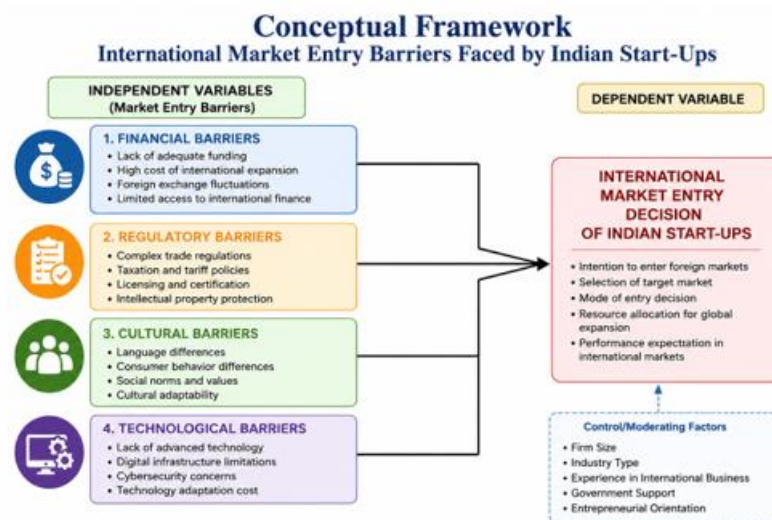 Conceptual Framework
International Market Entry Barriers Faced by Indian Start-Ups
INDEPENDENT VARIABLES
(Market Entry Barriers)
DEPENDENT VARIABLE
$
1. FINANCIAL BARRIERS
• Lack of adequate funding
• High cost of international expansion
• Foreign exchange fluctuations
• Limited access to international finance
2. REGULATORY BARRIERS
• Complex trade regulations
• Taxation and tariff policies
• Licensing and certification
• Intellectual property protection
3. CULTURAL BARRIERS
• Language differences
• Consumer behavior differences
• Social norms and values
• Cultural adaptability
4. TECHNOLOGICAL BARRIERS
• Lack of advanced technology
• Digital infrastructure limitations
• Cybersecurity concerns
• Technology adaptation cost
INTERNATIONAL
MARKET ENTRY
DECISION
OF INDIAN START-UPS
• Intention to enter foreign markets
• Selection of target market
• Mode of entry decision
• Resource allocation for global
expansion
• Performance expectation in
international markets
Control/Moderating Factors
• Firm Size
• Industry Type
• Experience in International Business
• Government Support
• Entrepreneurial Orientation